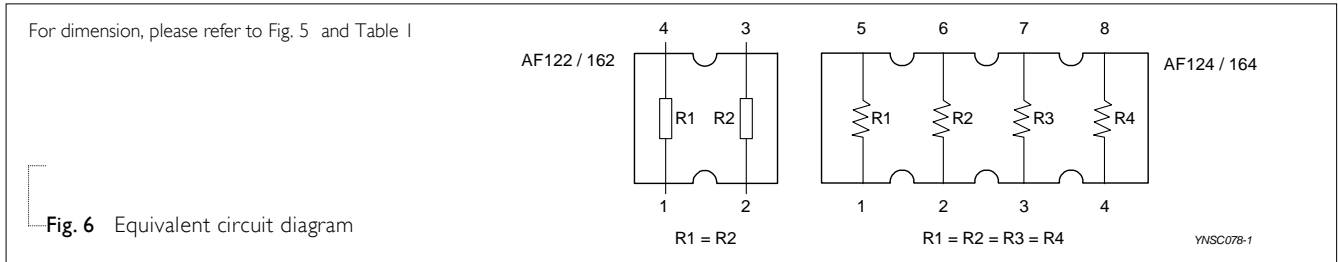 For dimension, please refer to Fig. 5 and Table 1
4 3
AF122 / 162
R1 R2
1 2
R1 = R2
5 6 7 8
AF124 / 164
R1 R2 R3 R4
1 2 3 4
R1 = R2 = R3 = R4
YNSC078-1
Fig. 6 Equivalent circuit diagram